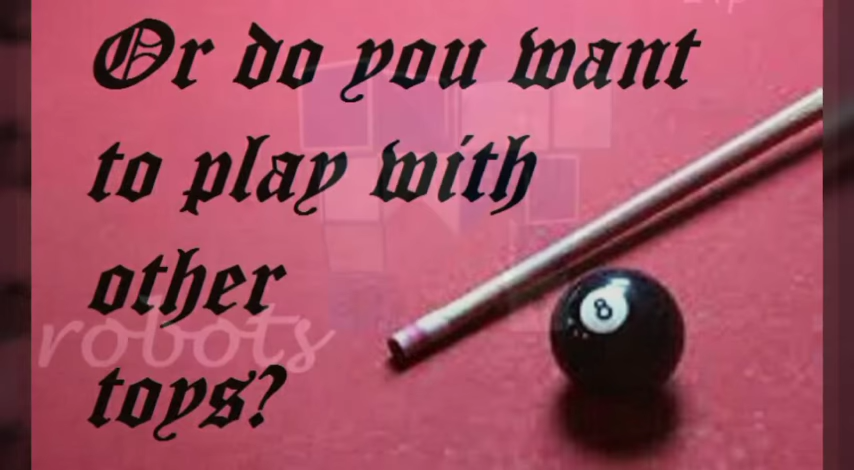 Or do you want
to play with
other
robots
toys?
8